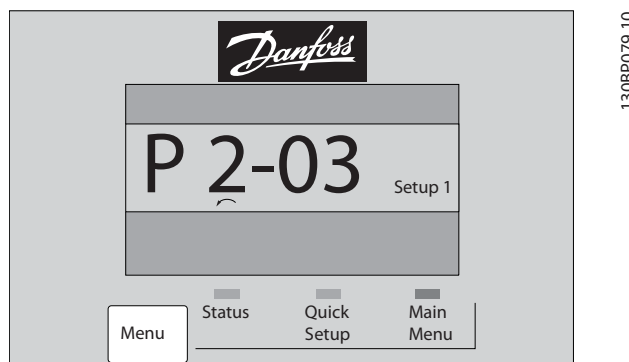 Danfoss
P 2-03
Setup 1
Menu
Status
Quick
Setup
Main
Menu
130BP079.10